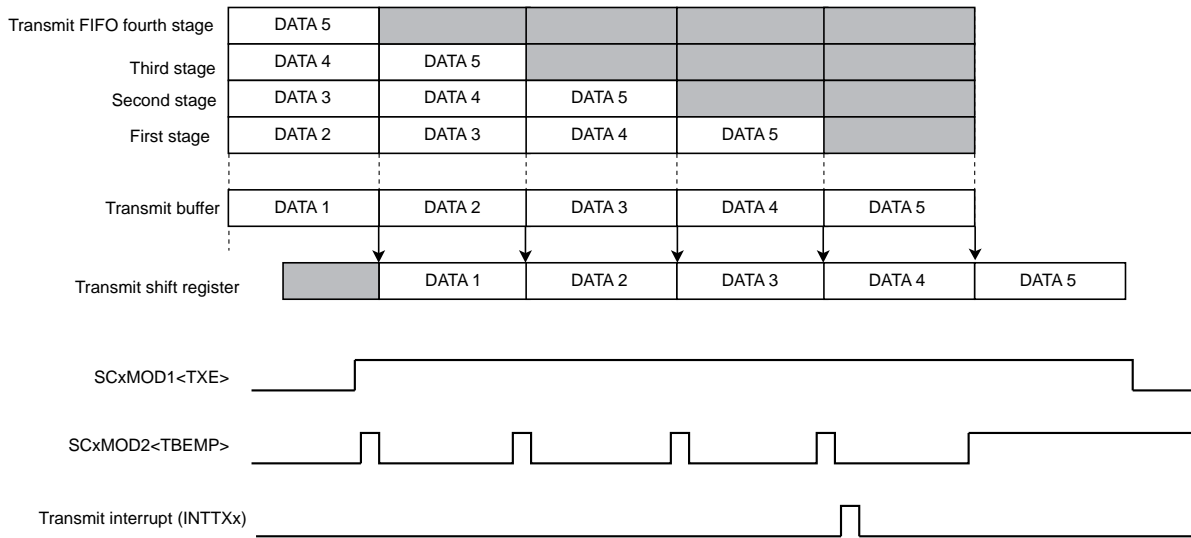 Transmit FIFO fourth stage DATA 5
Third stage DATA 4 DATA 5
Second stage DATA 3 DATA 4 DATA 5
First stage DATA 2 DATA 3 DATA 4 DATA 5
Transmit buffer DATA 1 DATA 2 DATA 3 DATA 4 DATA 5
Transmit shift register DATA 1 DATA 2 DATA 3 DATA 4 DATA 5
SCxMOD1<TXE>
SCxMOD2<TBEMP>
Transmit interrupt (INTTXx)